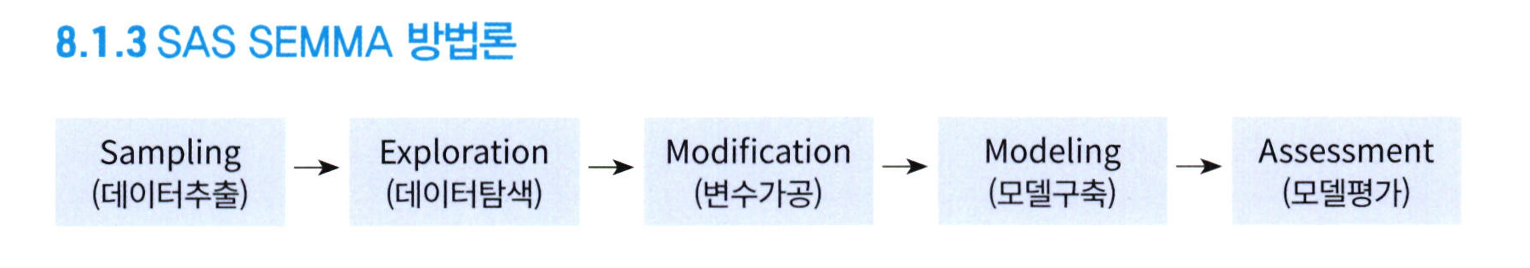 8.1.3 SAS SEMMA 방법론
Sampling
(데이터추출)
Exploration
(데이터탐색)
Modification
(변수가공)
Modeling
(모델구축)
Assessment
(모델평가)